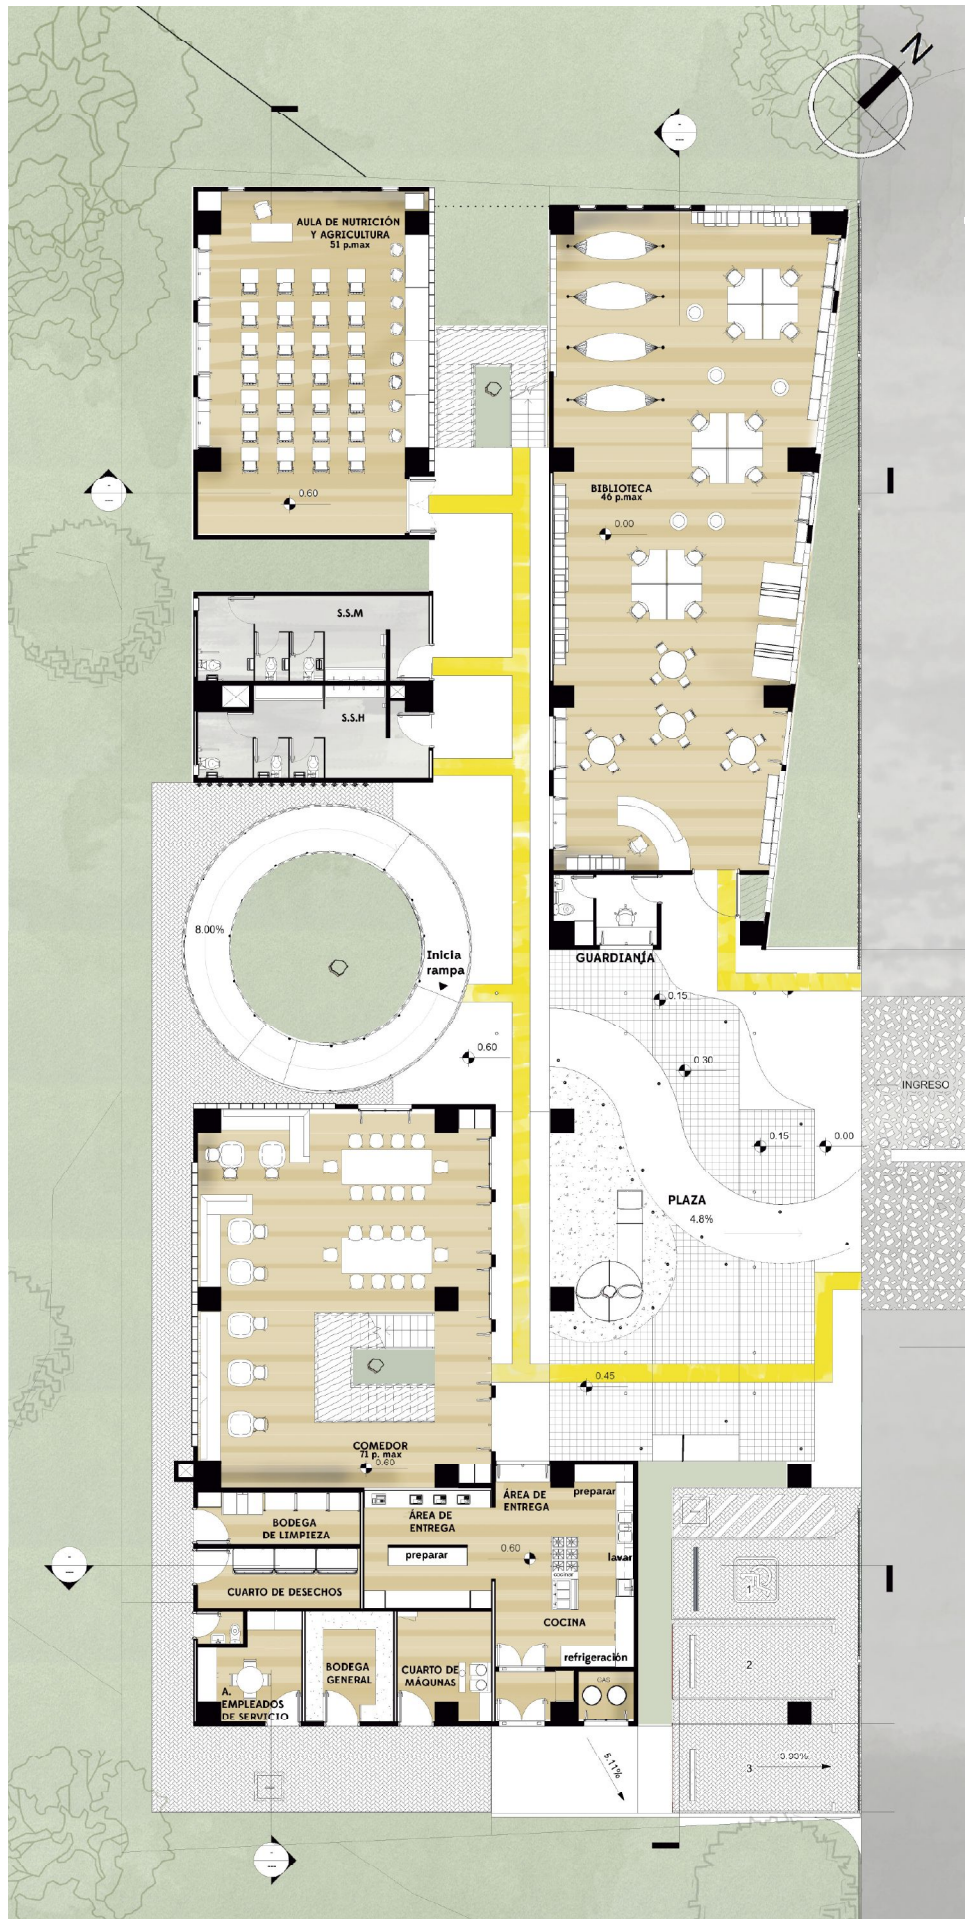 N
AULA DE NUTRICIÓN
Y AGRICULTURA
51 p.max
0.60
BIBLIOTECA
46 p.max
0.00
S.S.M
S.S.H
8.00%
Inicia
rampa
0.60
GUARDIANÍA
0.15
0.30
INGRESO
0.15
0.00
PLAZA
4.8%
0.45
COMEDOR
71 p. max
0.60
BODEGA
DE LIMPIEZA
ÁREA DE
ENTREGA
ÁREA DE
ENTREGA
preparar
preparar
0.60
lavar
cocinar
CUARTO DE DESECHOS
COCINA
refrigeración
BODEGA
GENERAL
CUARTO DE
MÁQUNAS
A.
EMPLEADOS
DE SERVICIO
GAS
1
2
3
0.90%
5.11%